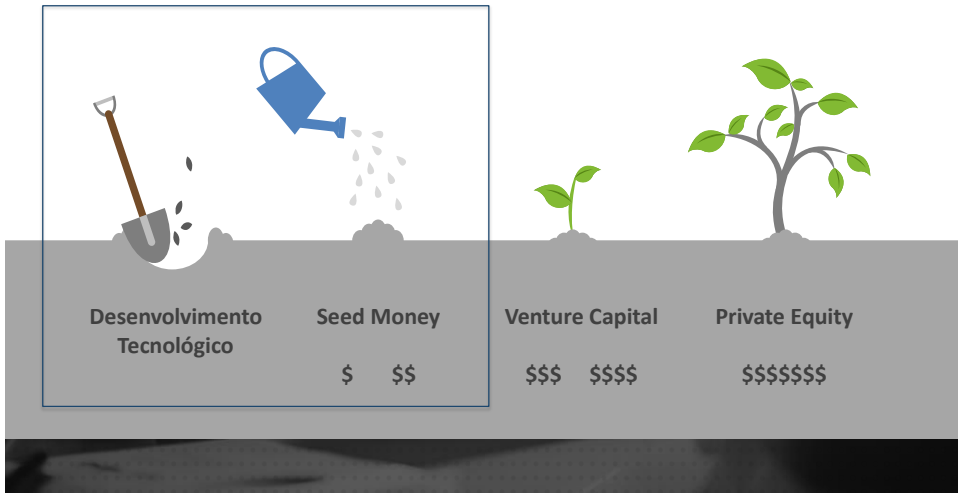 Desenvolvimento
Tecnológico
Seed Money
$ $$
Venture Capital
$$$ $$$$
Private Equity
$$$$$$$